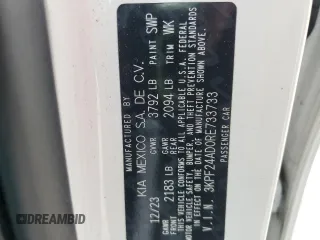 MANUFACTURED BY
KIA MEXICO S.A. DE C.V.
12/23 GVWR 3792 LB PAINT SWP
GAWR FRONT 2183 LB GAWR REAR 2094 LB TRIM WK
THIS VEHICLE CONFORMS TO ALL APPLICABLE U.S.A. FEDERAL
MOTOR VEHICLE SAFETY, BUMPER, AND THEFT PREVENTION
STANDARDS IN EFFECT ON THE DATE OF MANUFACTURE SHOWN ABOVE.
V.I.N. 3KPF24AD0RE793733
PASSENGER CAR